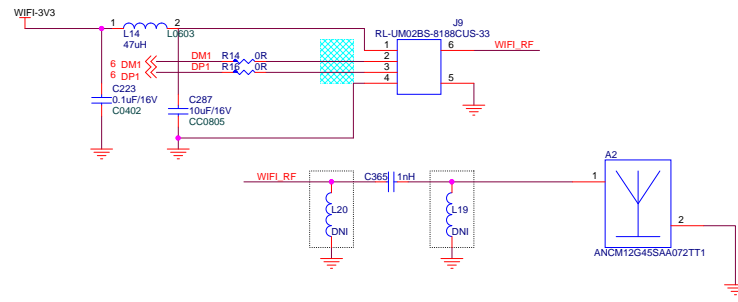 WIFI-3V3
1 2
L14 L0603
47uH
J9
RL-UM02BS-8188CUS-33
1 6 WIFI_RF
6 DM1 DM1 R14 0R 2
6 DP1 DP1 R16 0R 3
4 5
C223
0.1uF/16V
C0402
C287
10uF/16V
CC0805
WIFI_RF C365 1nH 1 A2
L20 L19
DNI DNI
2
ANCM12G45SAA072TT1